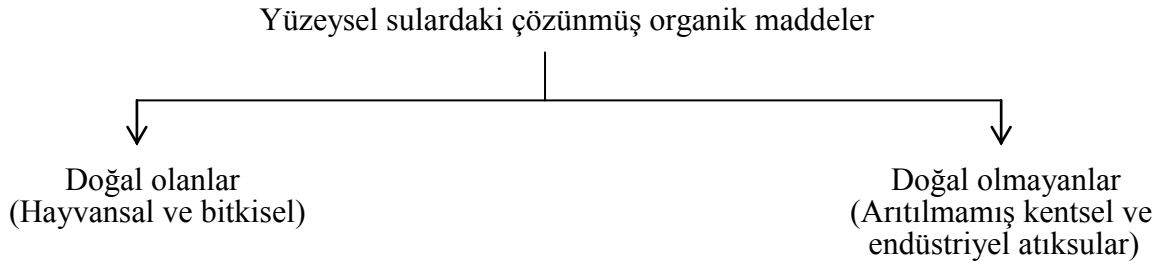 Yüzeysel sulardaki çözünmüş organik maddeler
Doğal olanlar
(Hayvansal ve bitkisel)
Doğal olmayanlar
(Arıtılmamış kentsel ve
endüstriyel atıksular)